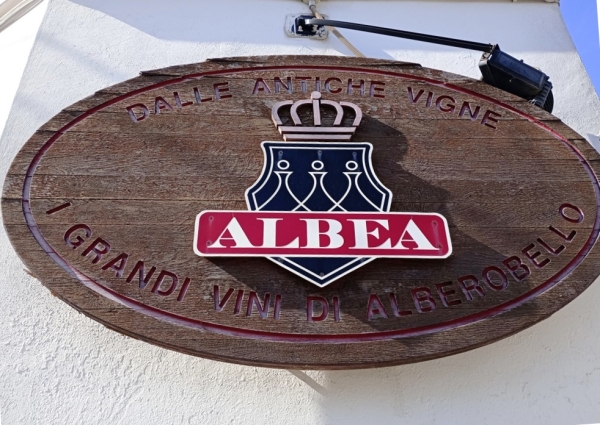 DALLE ANTICHE VIGNE
ALBEA
I GRANDI VINI DI ALBEROBELLO